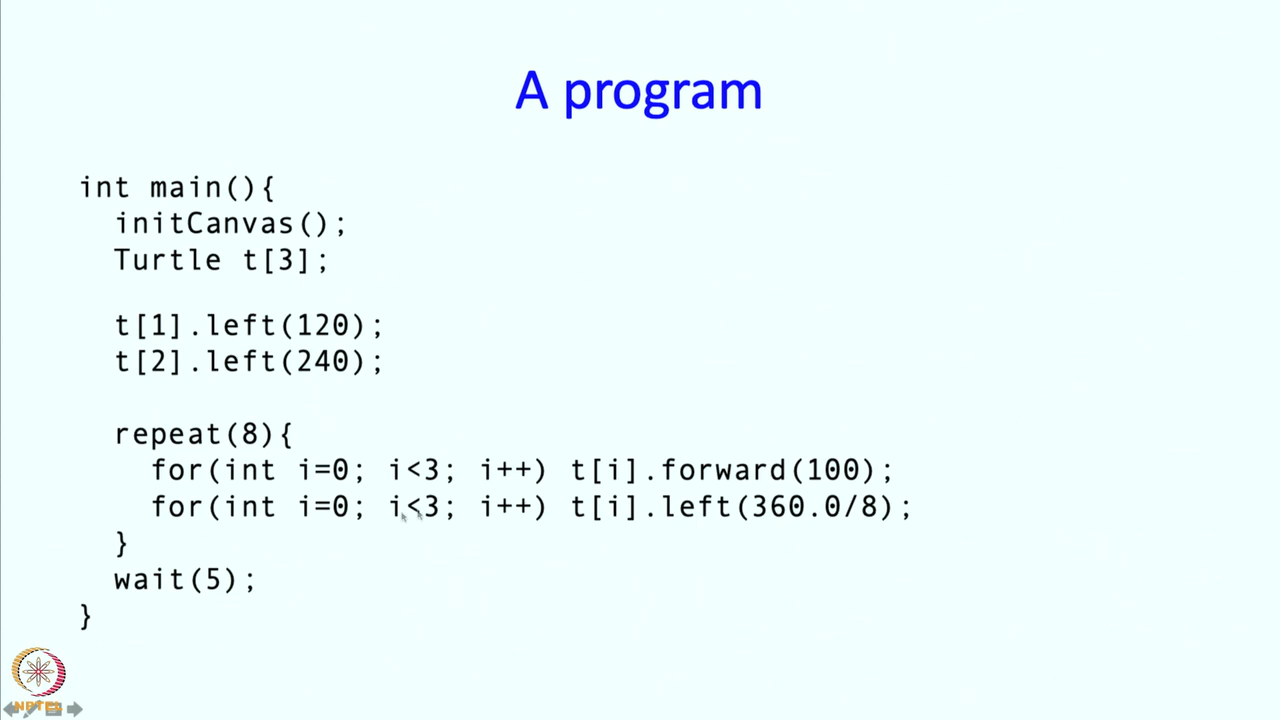 A program
int main(){
initCanvas();
Turtle t[3];
t[1].left(120);
t[2].left(240);
repeat(8){
for(int i=0; i<3; i++) t[i].forward(100);
for(int i=0; i<3; i++) t[i].left(360.0/8);
}
wait(5);
}
NPTEL